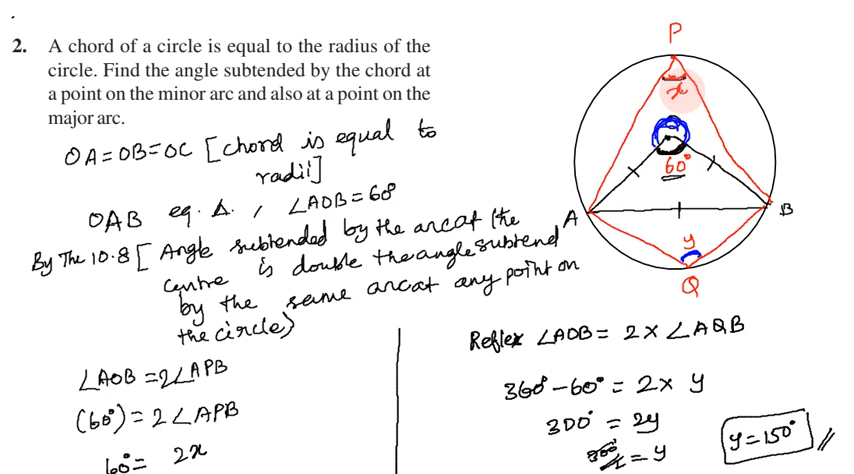 2. A chord of a circle is equal to the radius of the
circle. Find the angle subtended by the chord at
a point on the minor arc and also at a point on the
major arc.
OA=OB=OC [chord is equal to
radii]
OAB eq. Δ. , ∠AOB=60°
By The 10.8 [ Angle subtended by the arc at the
centre is double the angle subtend
by the same arc at any point on
the circle)
∠AOB = 2∠APB
(60°) = 2 ∠APB
60° = 2x
P
x
60°
A
B
y
Q
Reflex ∠AOB = 2 x ∠AQB
360° - 60° = 2 x y
300° = 2y
= y
y = 150°